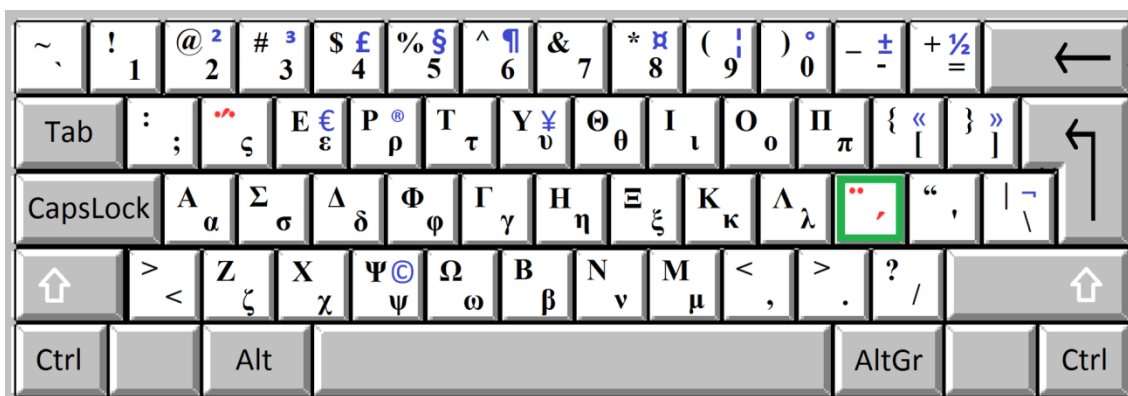 ~ ` ! 1 @ ² 2 # ³ 3 $ £ 4 % § 5 ^ ¶ 6 & 7 * ¤ 8 ( ¦ 9 ) ° 0 _ ± - + ½ = ←
Tab : ; ΅ ς Ε € ε Ρ ® ρ Τ τ Υ ¥ υ Θ θ Ι ι Ο ο Π π { « [ } » ]
CapsLock Α α Σ σ Δ δ Φ φ Γ γ Η η Ξ ξ Κ κ Λ λ ¨ ΄ “ ' | ¬ \
> < Ζ ζ Χ χ Ψ © ψ Ω ω Β β Ν ν Μ μ < , > . ? /
Ctrl Alt AltGr Ctrl